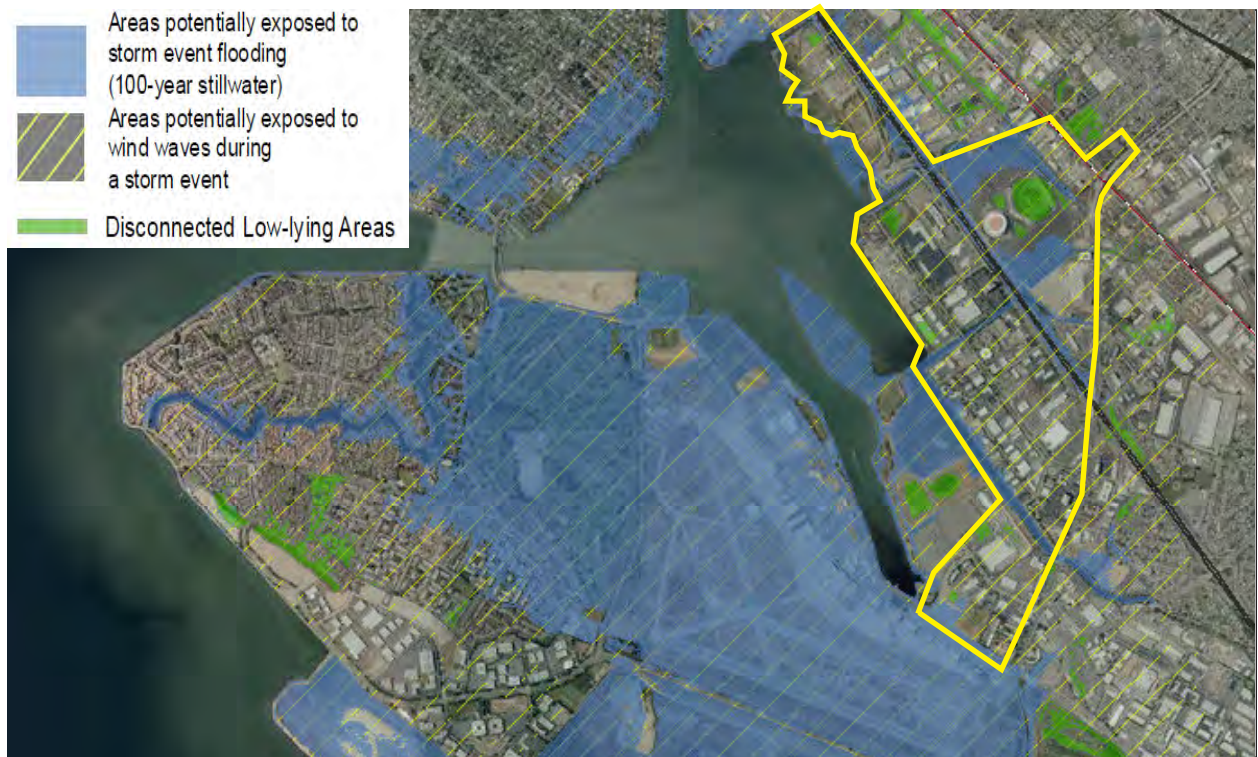 Areas potentially exposed to
storm event flooding
(100-year stillwater)
Areas potentially exposed to
wind waves during
a storm event
Disconnected Low-lying Areas